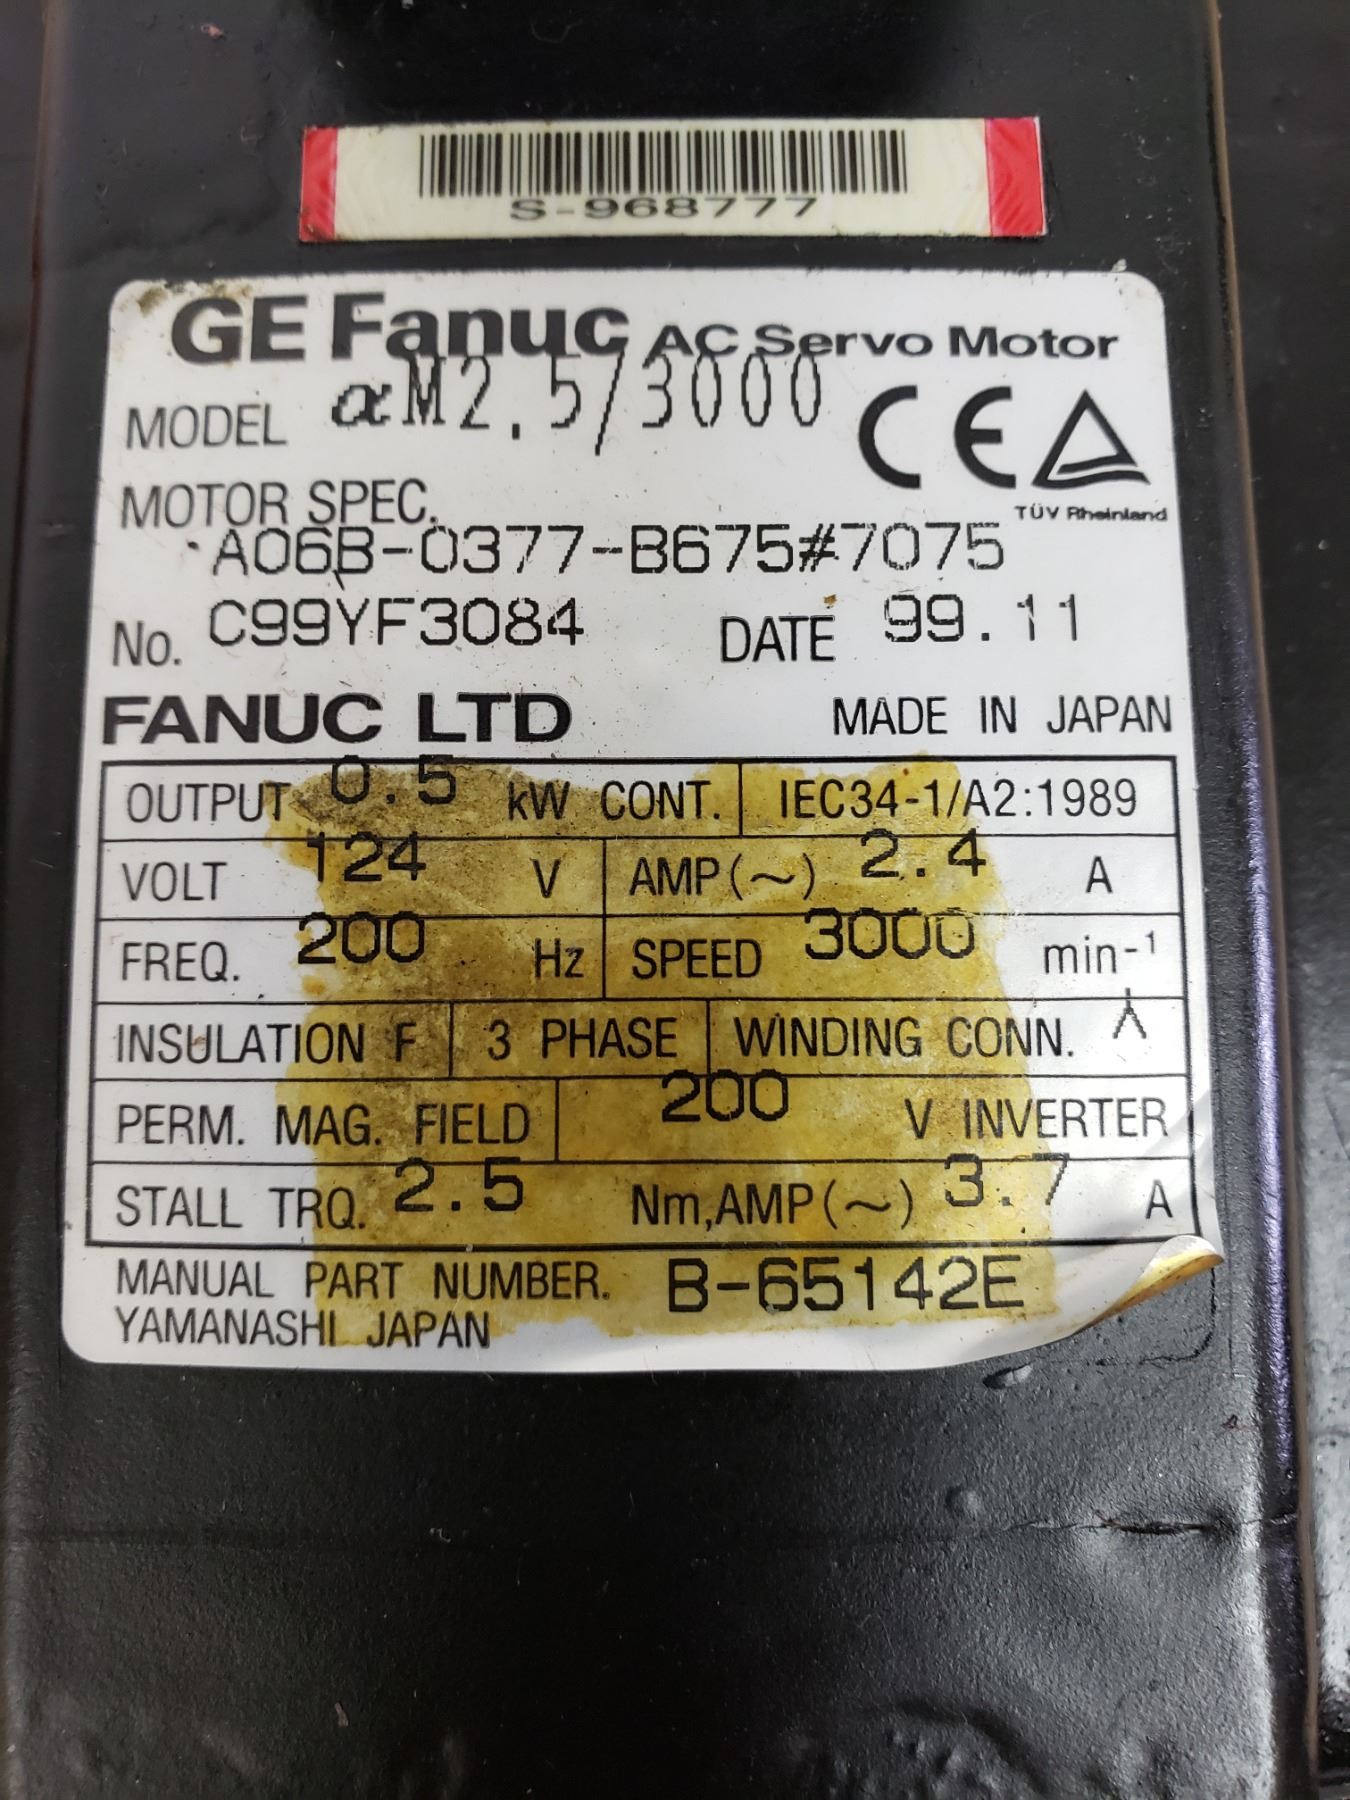 S-968777
GE Fanuc AC Servo Motor
MODEL αM2.5/3000
CE
TÜV Rheinland
MOTOR SPEC.
A06B-0377-B675#7075
No. C99YF3084 DATE 99.11
FANUC LTD MADE IN JAPAN
OUTPUT 0.5 kW CONT. IEC34-1/A2:1989
VOLT 124 V AMP(~) 2.4 A
FREQ. 200 Hz SPEED 3000 min-¹
INSULATION F 3 PHASE WINDING CONN. ⅄
PERM. MAG. FIELD 200 V INVERTER
STALL TRQ. 2.5 Nm,AMP(~) 3.7 A
MANUAL PART NUMBER. B-65142E
YAMANASHI JAPAN